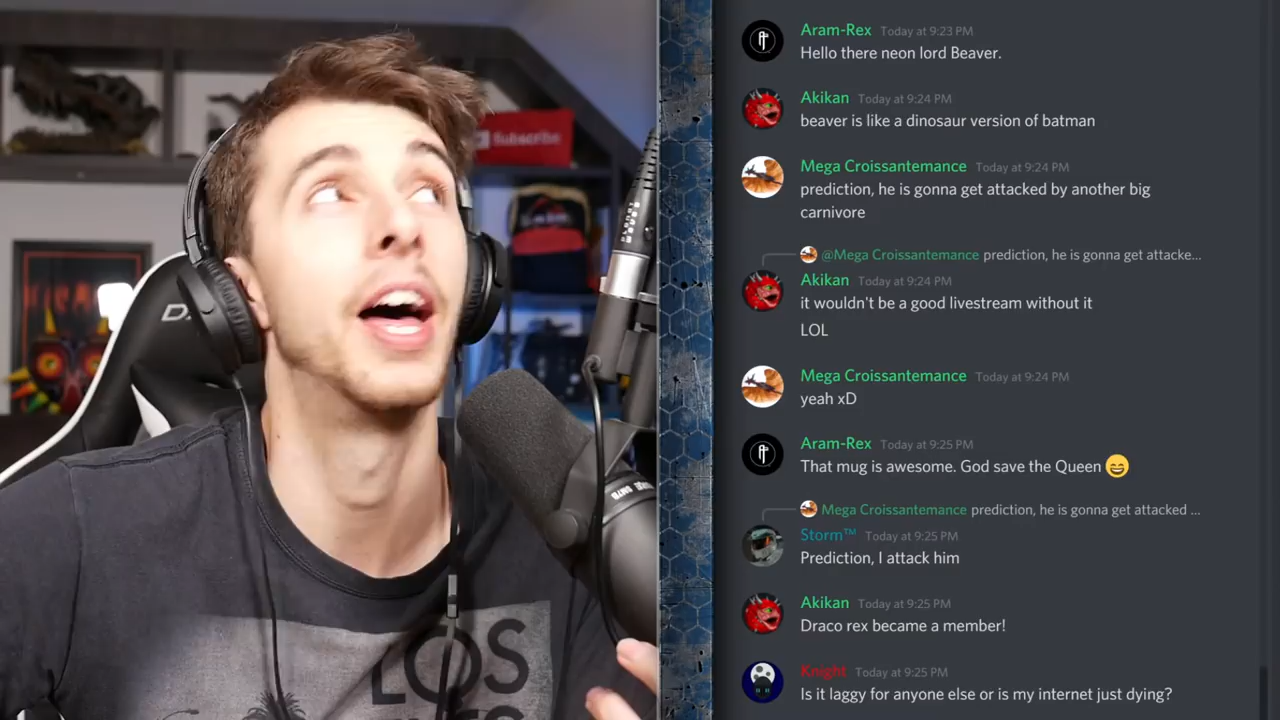 Subscribe
DX
LOS
Aram-Rex Today at 9:23 PM
Hello there neon lord Beaver.
Akikan Today at 9:24 PM
beaver is like a dinosaur version of batman
Mega Croissantemance Today at 9:24 PM
prediction, he is gonna get attacked by another big
carnivore
@Mega Croissantemance prediction, he is gonna get attacke...
Akikan Today at 9:24 PM
it wouldn't be a good livestream without it
LOL
Mega Croissantemance Today at 9:24 PM
yeah xD
Aram-Rex Today at 9:25 PM
That mug is awesome. God save the Queen 😄
Mega Croissantemance prediction, he is gonna get attacked ...
Storm™ Today at 9:25 PM
Prediction, I attack him
Akikan Today at 9:25 PM
Draco rex became a member!
Knight Today at 9:25 PM
Is it laggy for anyone else or is my internet just dying?